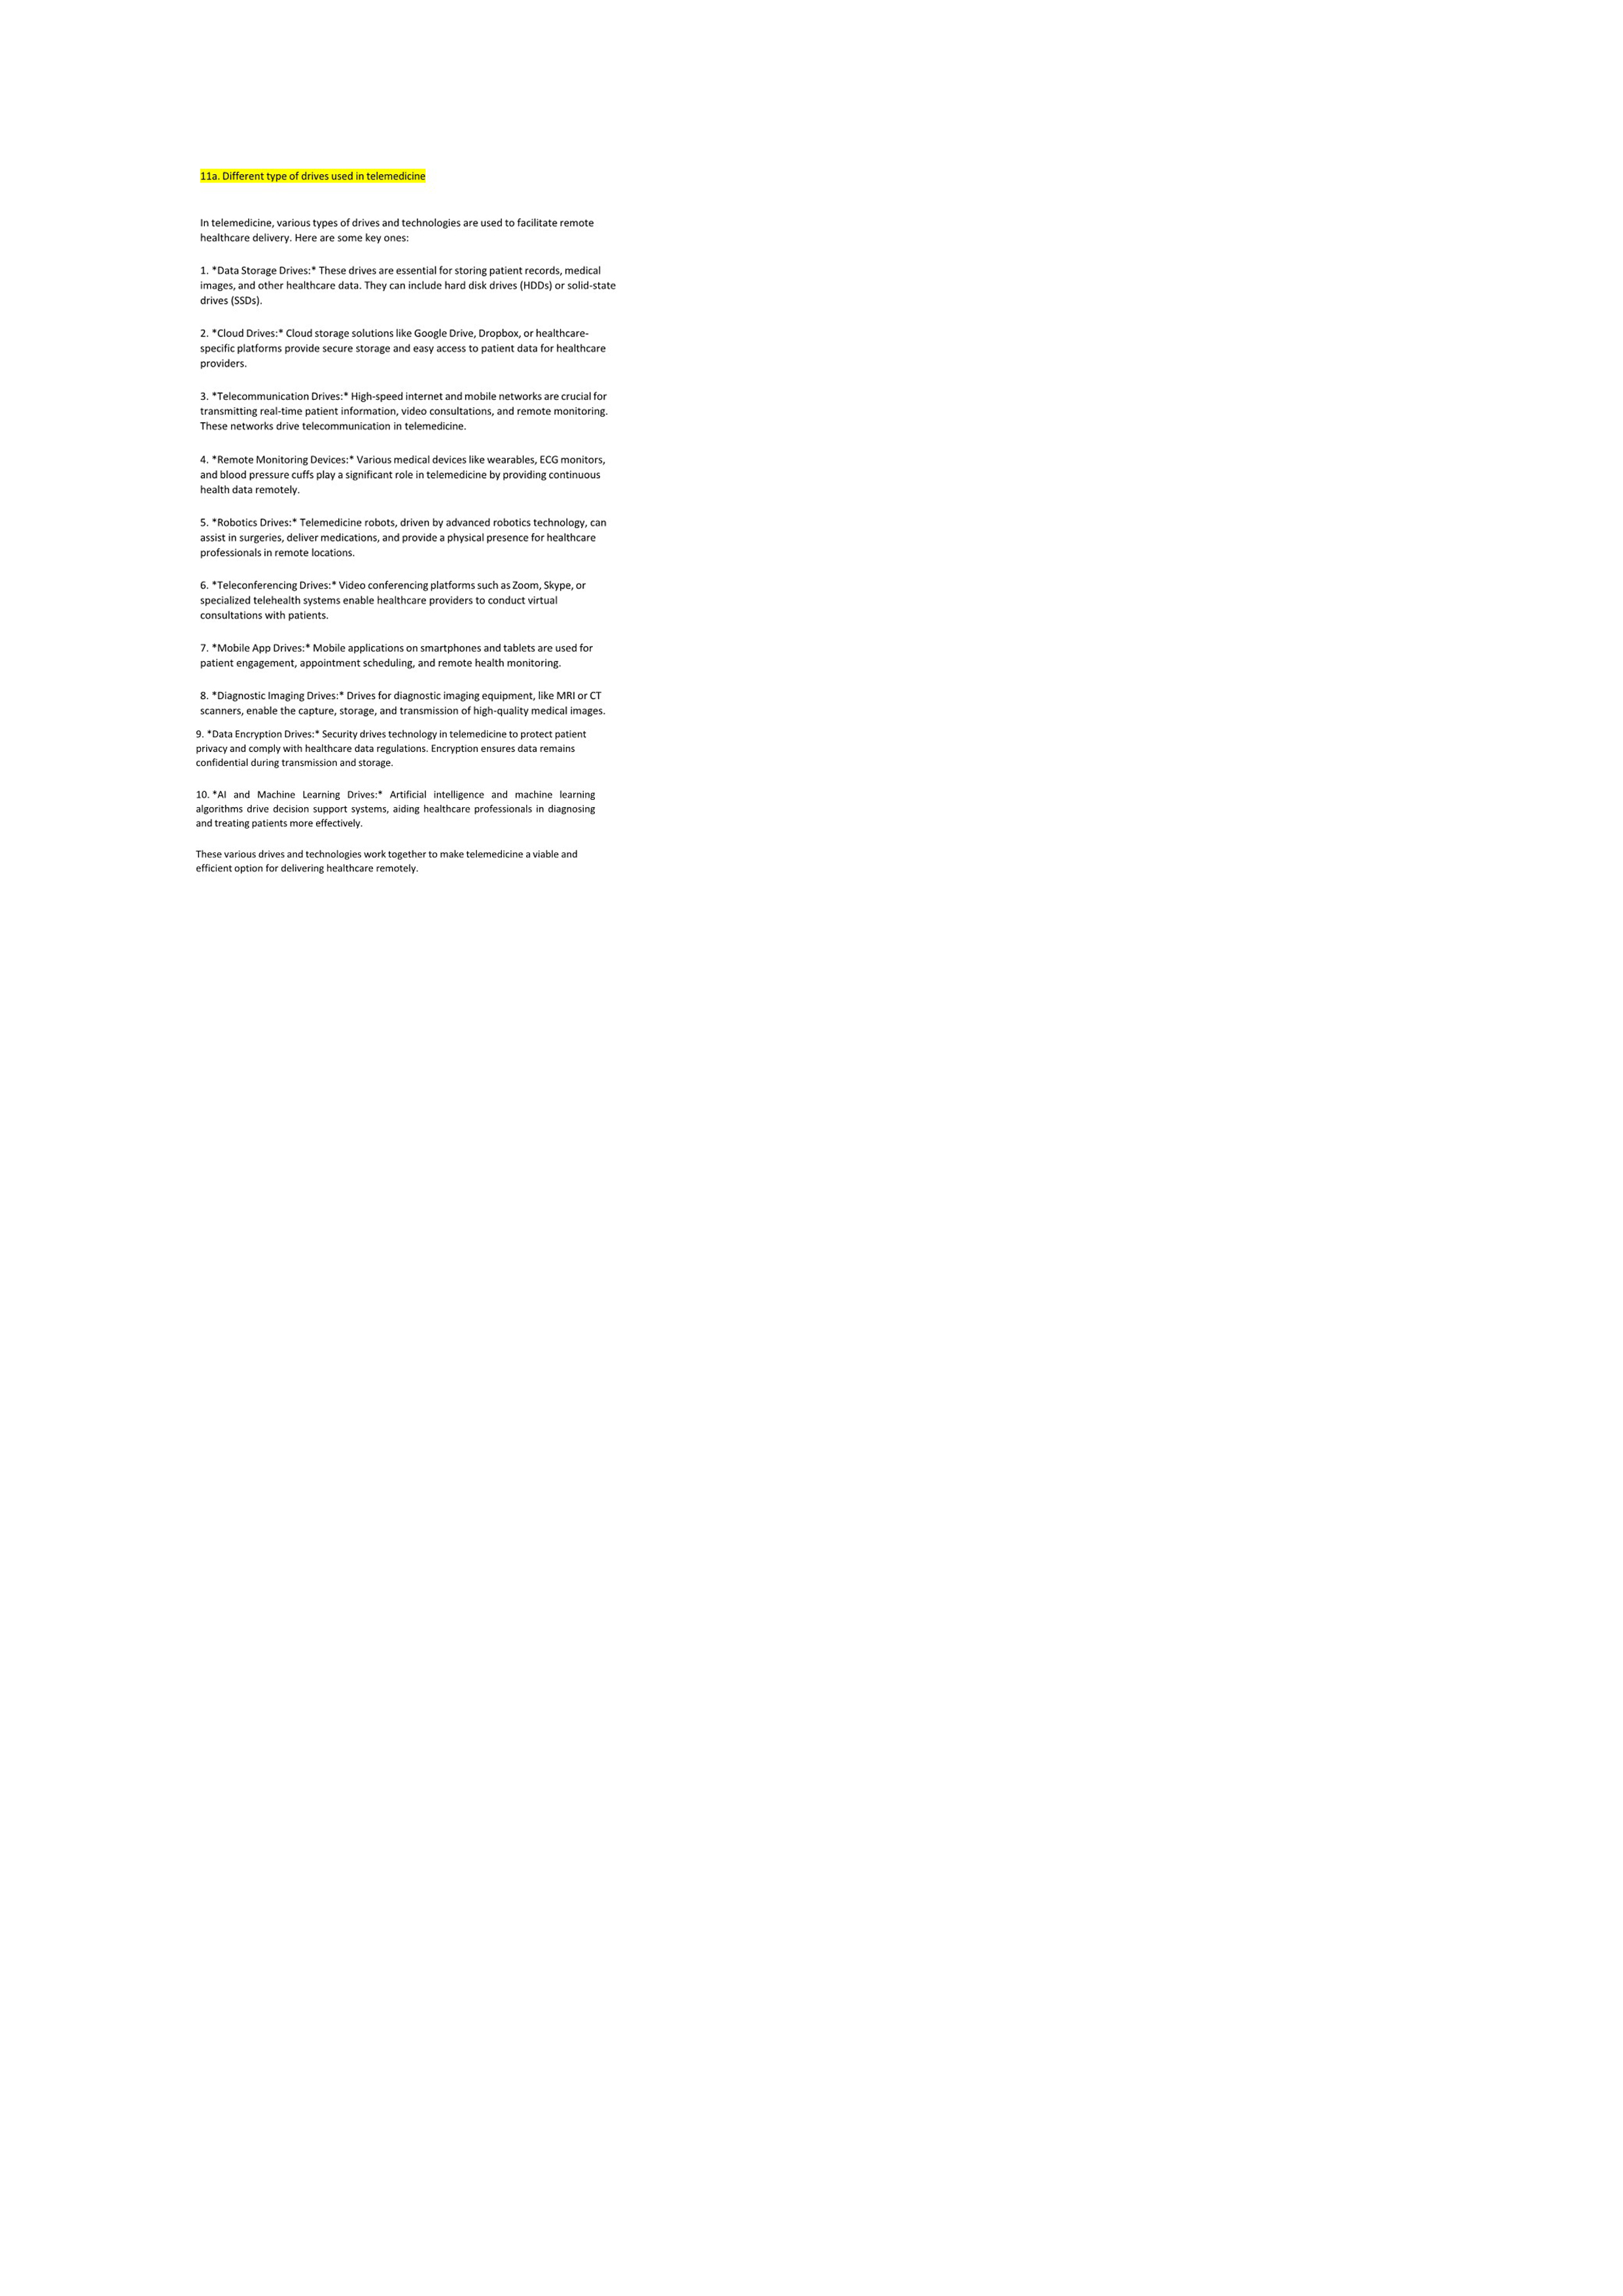 11a. Different type of drives used in telemedicine
In telemedicine, various types of drives and technologies are used to facilitate remote
healthcare delivery. Here are some key ones:
1. *Data Storage Drives:* These drives are essential for storing patient records, medical
images, and other healthcare data. They can include hard disk drives (HDDs) or solid-state
drives (SSDs).
2. *Cloud Drives:* Cloud storage solutions like Google Drive, Dropbox, or healthcare-
specific platforms provide secure storage and easy access to patient data for healthcare
providers.
3. *Telecommunication Drives:* High-speed internet and mobile networks are crucial for
transmitting real-time patient information, video consultations, and remote monitoring.
These networks drive telecommunication in telemedicine.
4. *Remote Monitoring Devices:* Various medical devices like wearables, ECG monitors,
and blood pressure cuffs play a significant role in telemedicine by providing continuous
health data remotely.
5. *Robotics Drives:* Telemedicine robots, driven by advanced robotics technology, can
assist in surgeries, deliver medications, and provide a physical presence for healthcare
professionals in remote locations.
6. *Teleconferencing Drives:* Video conferencing platforms such as Zoom, Skype, or
specialized telehealth systems enable healthcare providers to conduct virtual
consultations with patients.
7. *Mobile App Drives:* Mobile applications on smartphones and tablets are used for
patient engagement, appointment scheduling, and remote health monitoring.
8. *Diagnostic Imaging Drives:* Drives for diagnostic imaging equipment, like MRI or CT
scanners, enable the capture, storage, and transmission of high-quality medical images.
9. *Data Encryption Drives:* Security drives technology in telemedicine to protect patient
privacy and comply with healthcare data regulations. Encryption ensures data remains
confidential during transmission and storage.
10. *AI and Machine Learning Drives:* Artificial intelligence and machine learning
algorithms drive decision support systems, aiding healthcare professionals in diagnosing
and treating patients more effectively.
These various drives and technologies work together to make telemedicine a viable and
efficient option for delivering healthcare remotely.